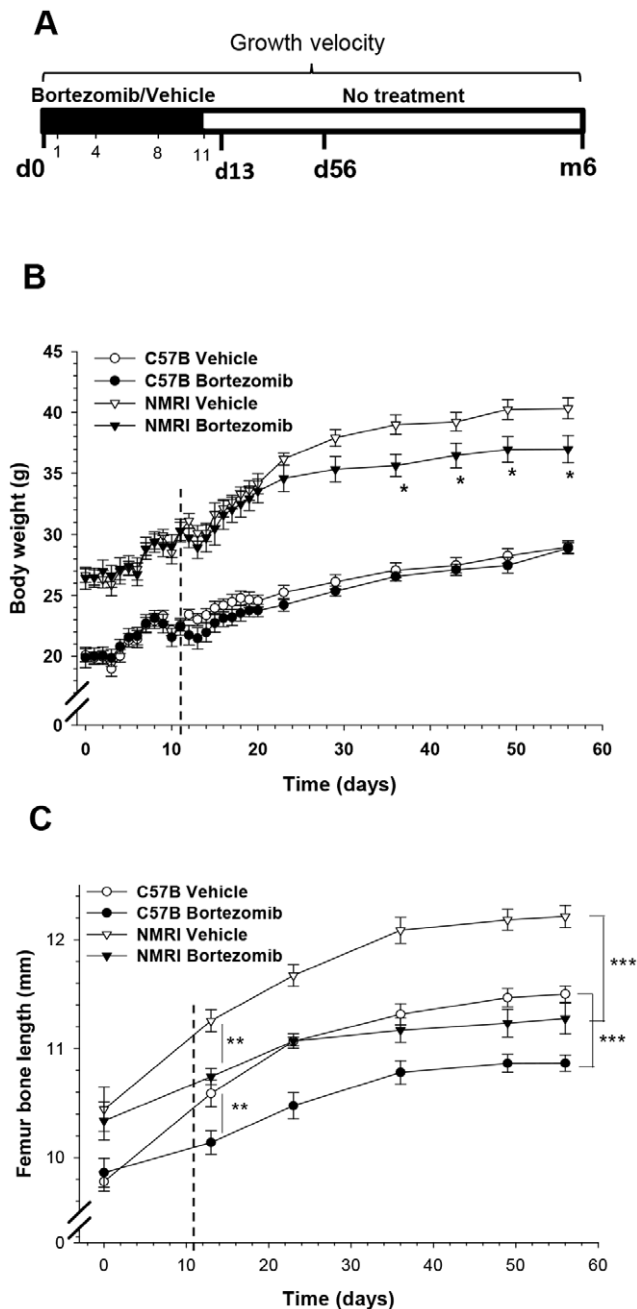 A
Growth velocity
Bortezomib/Vehicle No treatment
1 4 8 11
d0 d13 d56 m6
B
C57B Vehicle
C57B Bortezomib
NMRI Vehicle
NMRI Bortezomib
Body weight (g)
45
40
35
30
25
20
0
* * * *
0 10 20 30 40 50 60
Time (days)
C
C57B Vehicle
C57B Bortezomib
NMRI Vehicle
NMRI Bortezomib
Femur bone length (mm)
12
11
10
0
**
**
***
***
0 10 20 30 40 50 60
Time (days)